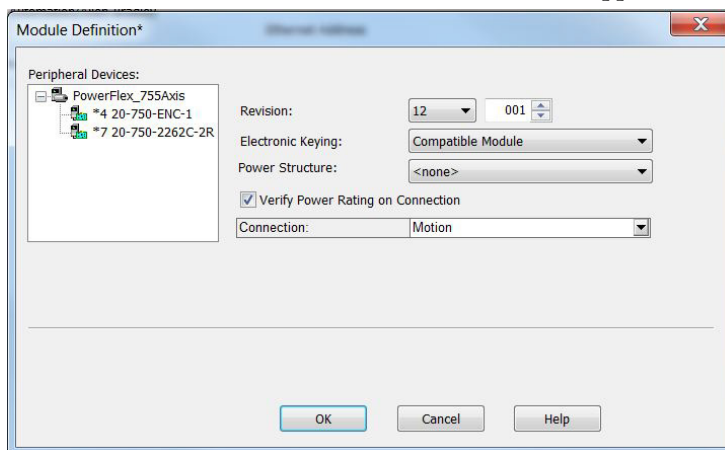 Module Definition*
Peripheral Devices:
PowerFlex_755Axis
*4 20-750-ENC-1
*7 20-750-2262C-2R
Revision:
12
001
Electronic Keying:
Compatible Module
Power Structure:
<none>
Verify Power Rating on Connection
Connection:
Motion
OK
Cancel
Help